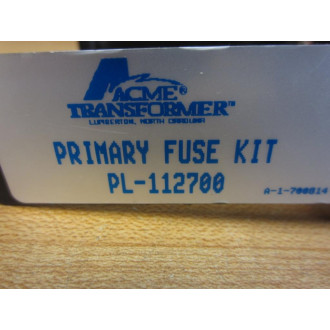 ACME®
TRANSFORMER™
LUMBERTON, NORTH CAROLINA
PRIMARY FUSE KIT
PL-112700
A-1-700814